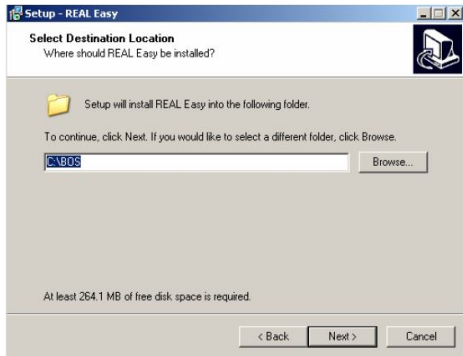 Setup - REAL Easy
Select Destination Location
Where should REAL Easy be installed?
Setup will install REAL Easy into the following folder.
To continue, click Next. If you would like to select a different folder, click Browse.
C:\BOS
Browse...
At least 264.1 MB of free disk space is required.
< Back
Next >
Cancel